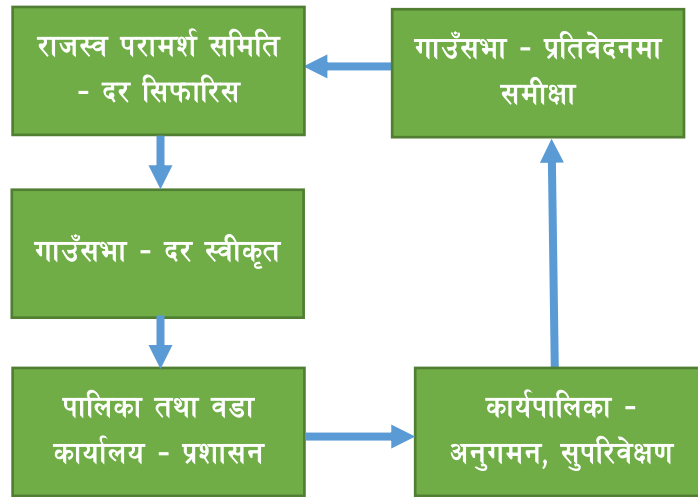 राजस्व परामर्श समिति
- दर सिफारिस
गाउँसभा - प्रतिवेदनमा
समीक्षा
गाउँसभा - दर स्वीकृत
पालिका तथा वडा
कार्यालय - प्रशासन
कार्यपालिका -
अनुगमन, सुपरिवेक्षण